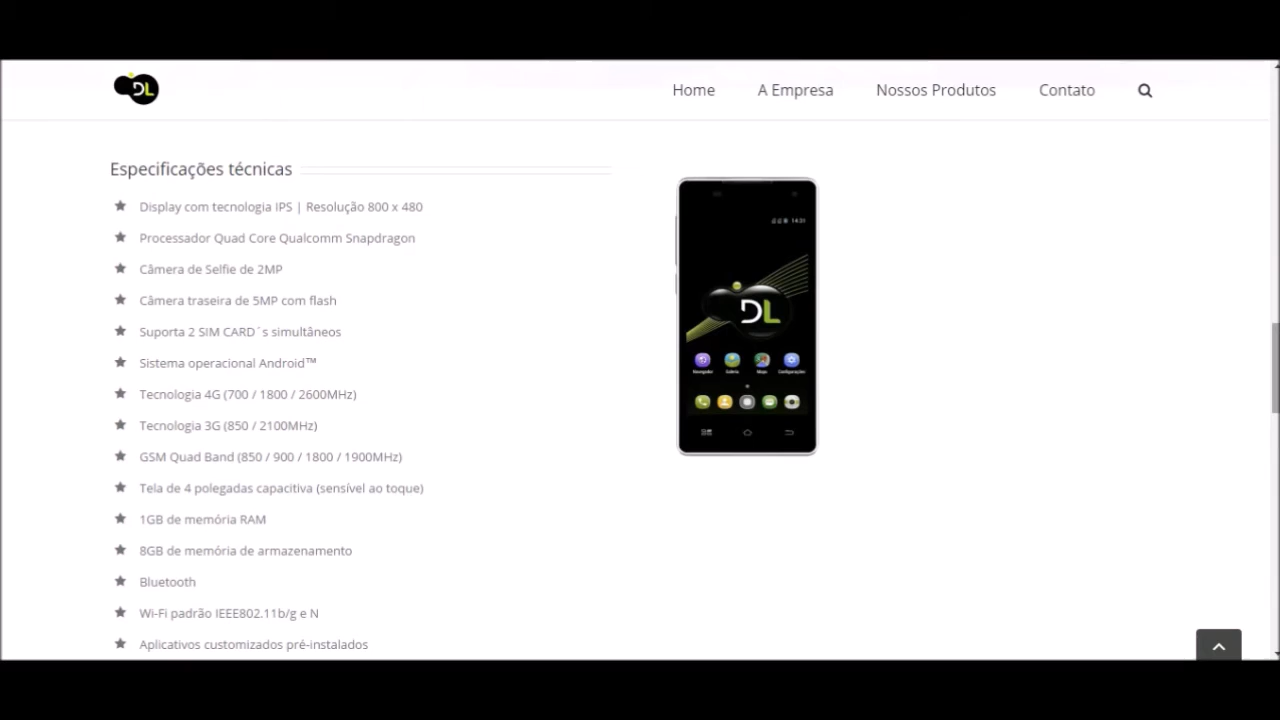 DL
Home
A Empresa
Nossos Produtos
Contato
Especificações técnicas
Display com tecnologia IPS | Resolução 800 x 480
Processador Quad Core Qualcomm Snapdragon
Câmera de Selfie de 2MP
Câmera traseira de 5MP com flash
Suporta 2 SIM CARD´s simultâneos
Sistema operacional Android™
Tecnologia 4G (700 / 1800 / 2600MHz)
Tecnologia 3G (850 / 2100MHz)
GSM Quad Band (850 / 900 / 1800 / 1900MHz)
Tela de 4 polegadas capacitiva (sensível ao toque)
1GB de memória RAM
8GB de memória de armazenamento
Bluetooth
Wi-Fi padrão IEEE802.11b/g e N
Aplicativos customizados pré-instalados
DL